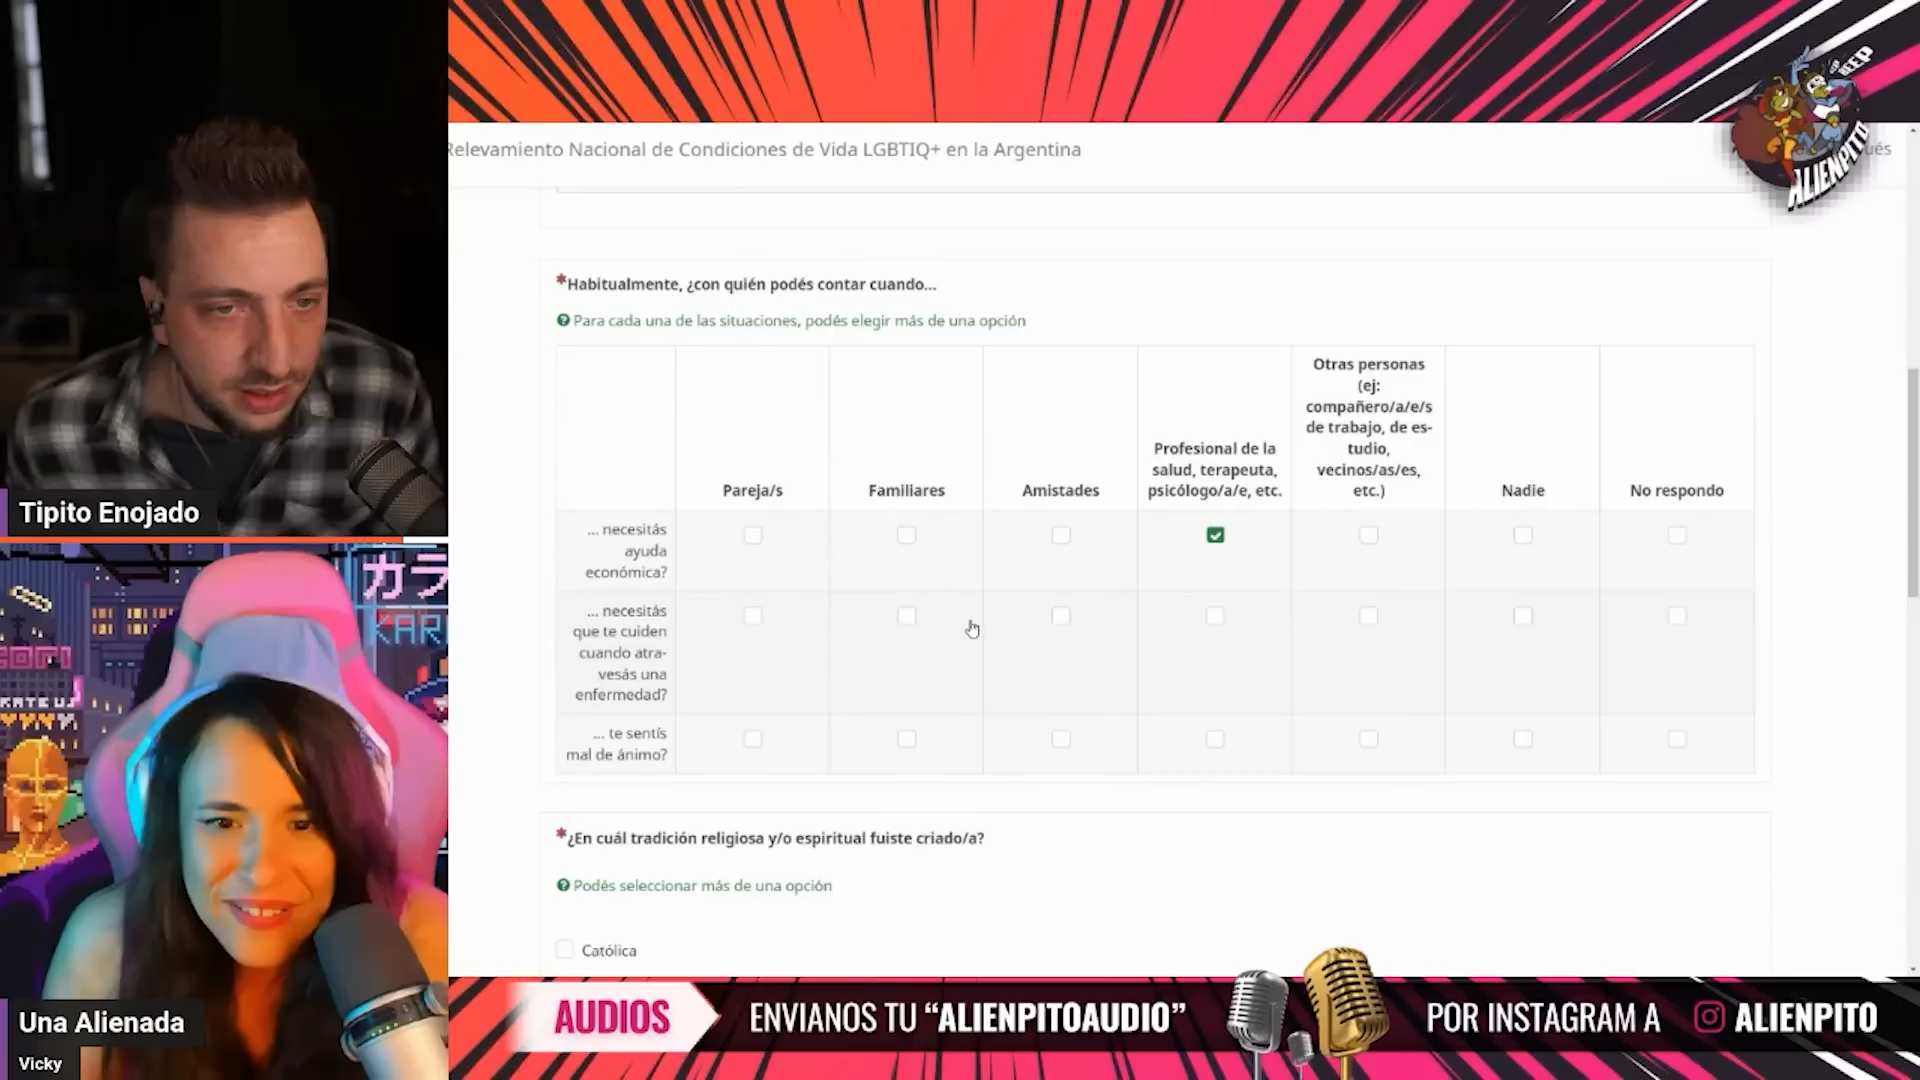 Tipito Enojado
カラ
KAR
Una Alienada
Vicky
BEEP
ALIENPITO
Relevamiento Nacional de Condiciones de Vida LGBTIQ+ en la Argentina
ués
*Habitualmente, ¿con quién podés contar cuando...
Para cada una de las situaciones, podés elegir más de una opción
Pareja/s
Familiares
Amistades
Profesional de la
salud, terapeuta,
psicólogo/a/e, etc.
Otras personas
(ej:
compañero/a/e/s
de trabajo, de es-
tudio,
vecinos/as/es,
etc.)
Nadie
No respondo
... necesitás
ayuda
económica?
... necesitás
que te cuiden
cuando atra-
vesás una
enfermedad?
... te sentís
mal de ánimo?
*¿En cuál tradición religiosa y/o espiritual fuiste criado/a?
Podés seleccionar más de una opción
Católica
AUDIOS
ENVIANOS TU “ALIENPITOAUDIO”
POR INSTAGRAM A
ALIENPITO